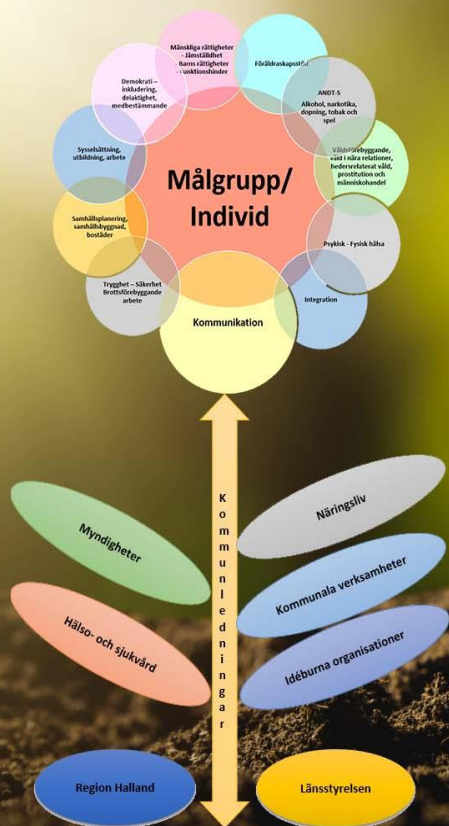 Mänskliga rättigheter
- Jämställdhet
- Barns rättigheter
- Funktionshinder
Föräldraskapsstöd
Demokrati –
inkludering,
delaktighet,
medbestämmande
ANDT-S
Alkohol, narkotika,
dopning, tobak och
spel
Sysselsättning,
utbildning, arbete
Målgrupp/
Individ
Våldsförebyggande,
våld i nära relationer,
hedersrelaterat våld,
prostitution och
människohandel
Samhällsplanering,
samhällsbyggnad,
bostäder
Psykisk - Fysisk hälsa
Trygghet – Säkerhet
Brottsförebyggande
arbete
Integration
Kommunikation
Kommunledningar
Myndigheter
Näringsliv
Kommunala verksamheter
Hälso- och sjukvård
Idéburna organisationer
Region Halland
Länsstyrelsen